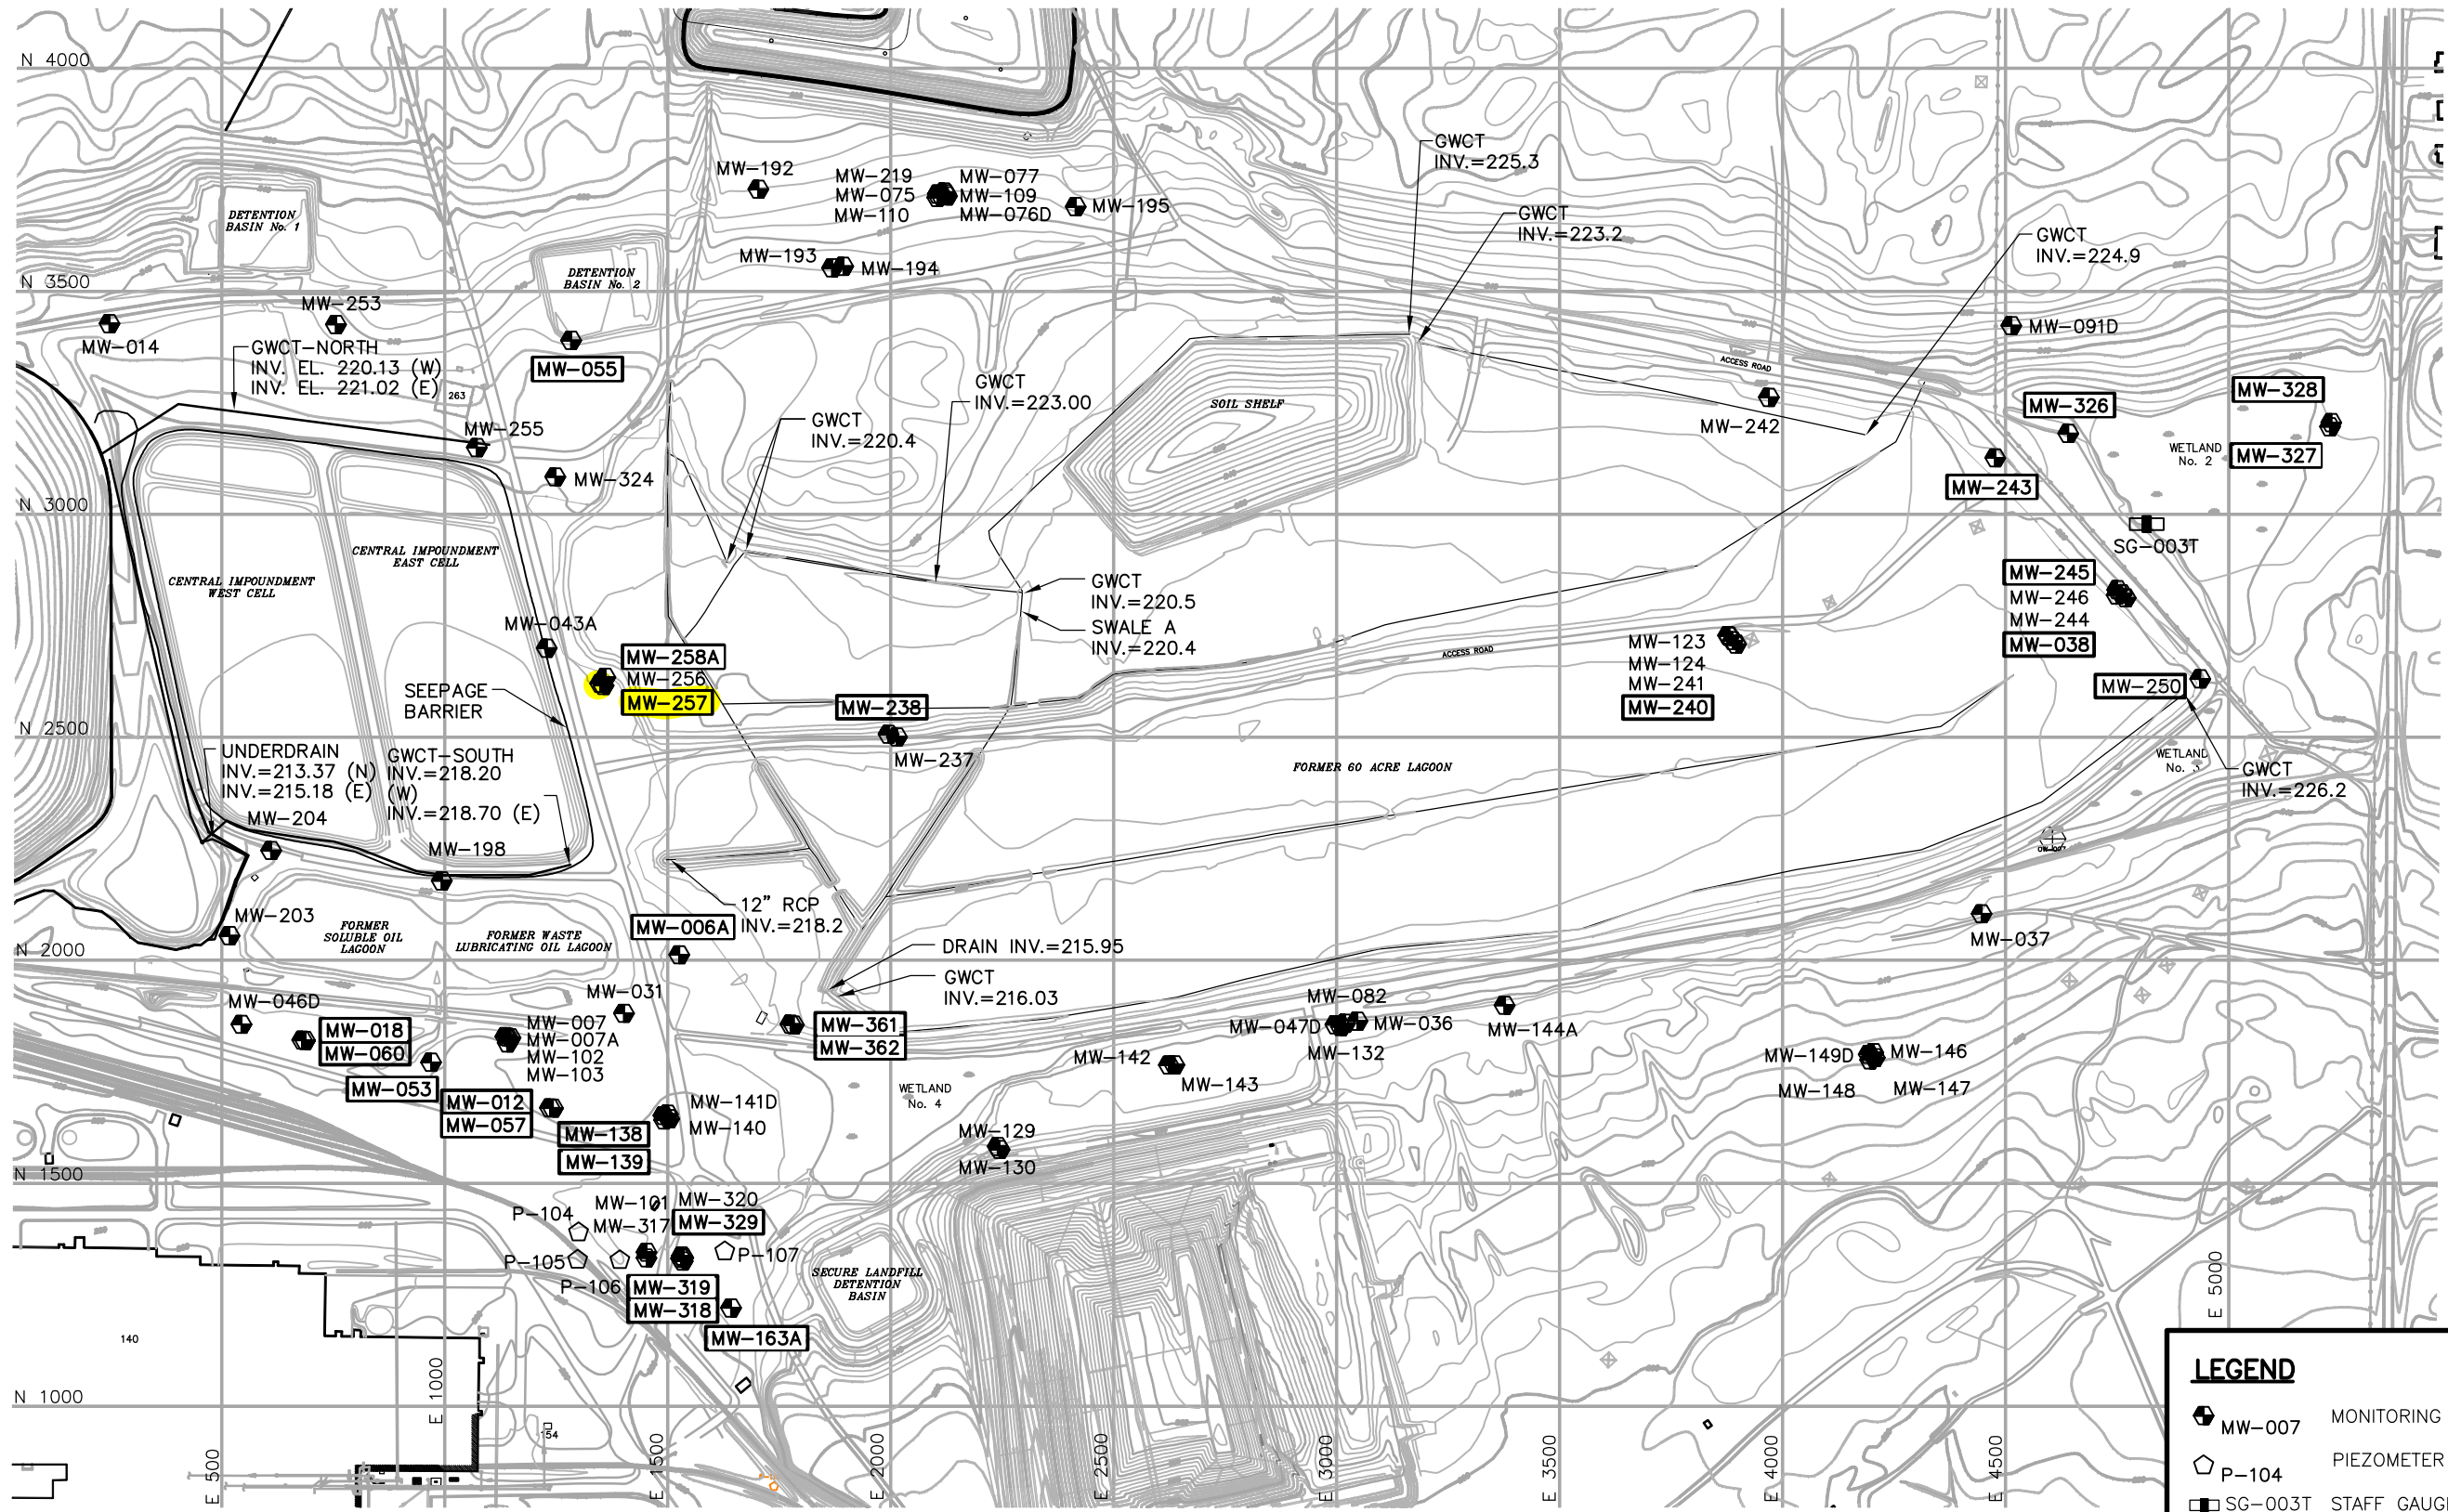 N 4000
GWCT
INV.=225.3
MW-192
MW-219
MW-075
MW-110
MW-077
MW-109
MW-076D
MW-195
DETENTION
BASIN No. 1
GWCT
INV.=223.2
GWCT
INV.=224.9
MW-193
MW-194
DETENTION
BASIN No. 2
N 3500
MW-253
MW-014
GWCT-NORTH
INV. EL. 220.13 (W)
INV. EL. 221.02 (E)
263
MW-055
MW-091D
ACCESS ROAD
GWCT
INV.=223.00
SOIL SHELF
MW-328
MW-326
MW-242
GWCT
INV.=220.4
MW-255
WETLAND
No. 2
MW-327
MW-324
MW-243
N 3000
SG-003T
CENTRAL IMPOUNDMENT
EAST CELL
CENTRAL IMPOUNDMENT
WEST CELL
GWCT
INV.=220.5
SWALE A
INV.=220.4
MW-245
MW-246
MW-244
MW-038
MW-043A
MW-258A
MW-256
MW-257
MW-123
MW-124
MW-241
MW-240
ACCESS ROAD
SEEPAGE
BARRIER
MW-250
MW-238
MW-237
N 2500
UNDERDRAIN
INV.=213.37 (N)
INV.=215.18 (E)
GWCT-SOUTH
INV.=218.20
(W)
INV.=218.70 (E)
FORMER 60 ACRE LAGOON
WETLAND
No. 3
GWCT
INV.=226.2
MW-204
MW-198
12" RCP
INV.=218.2
MW-006A
MW-203
FORMER
SOLUBLE OIL
LAGOON
FORMER WASTE
LUBRICATING OIL LAGOON
MW-037
N 2000
DRAIN INV.=215.95
GWCT
INV.=216.03
MW-031
MW-046D
MW-018
MW-060
MW-007
MW-007A
MW-102
MW-103
MW-361
MW-362
MW-082
MW-047D
MW-036
MW-132
MW-144A
MW-142
MW-143
MW-149D
MW-146
MW-148
MW-147
MW-053
MW-012
MW-057
MW-141D
MW-140
WETLAND
No. 4
MW-138
MW-139
MW-129
MW-130
N 1500
MW-101
MW-320
P-104
MW-317
MW-329
P-105
P-107
P-106
MW-319
MW-318
MW-163A
SECURE LANDFILL
DETENTION
BASIN
140
154
N 1000
E 500
E 1000
E 1500
E 2000
E 2500
E 3000
E 3500
E 4000
E 4500
E 5000
LEGEND
MW-007 MONITORING
P-104 PIEZOMETER
SG-003T STAFF